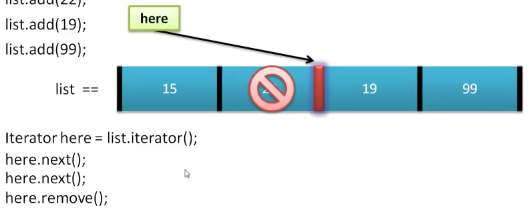 list.add(22);
here
list.add(19);
list.add(99);
list ==
15
19
99
Iterator here = list.iterator();
here.next();
here.next();
here.remove();